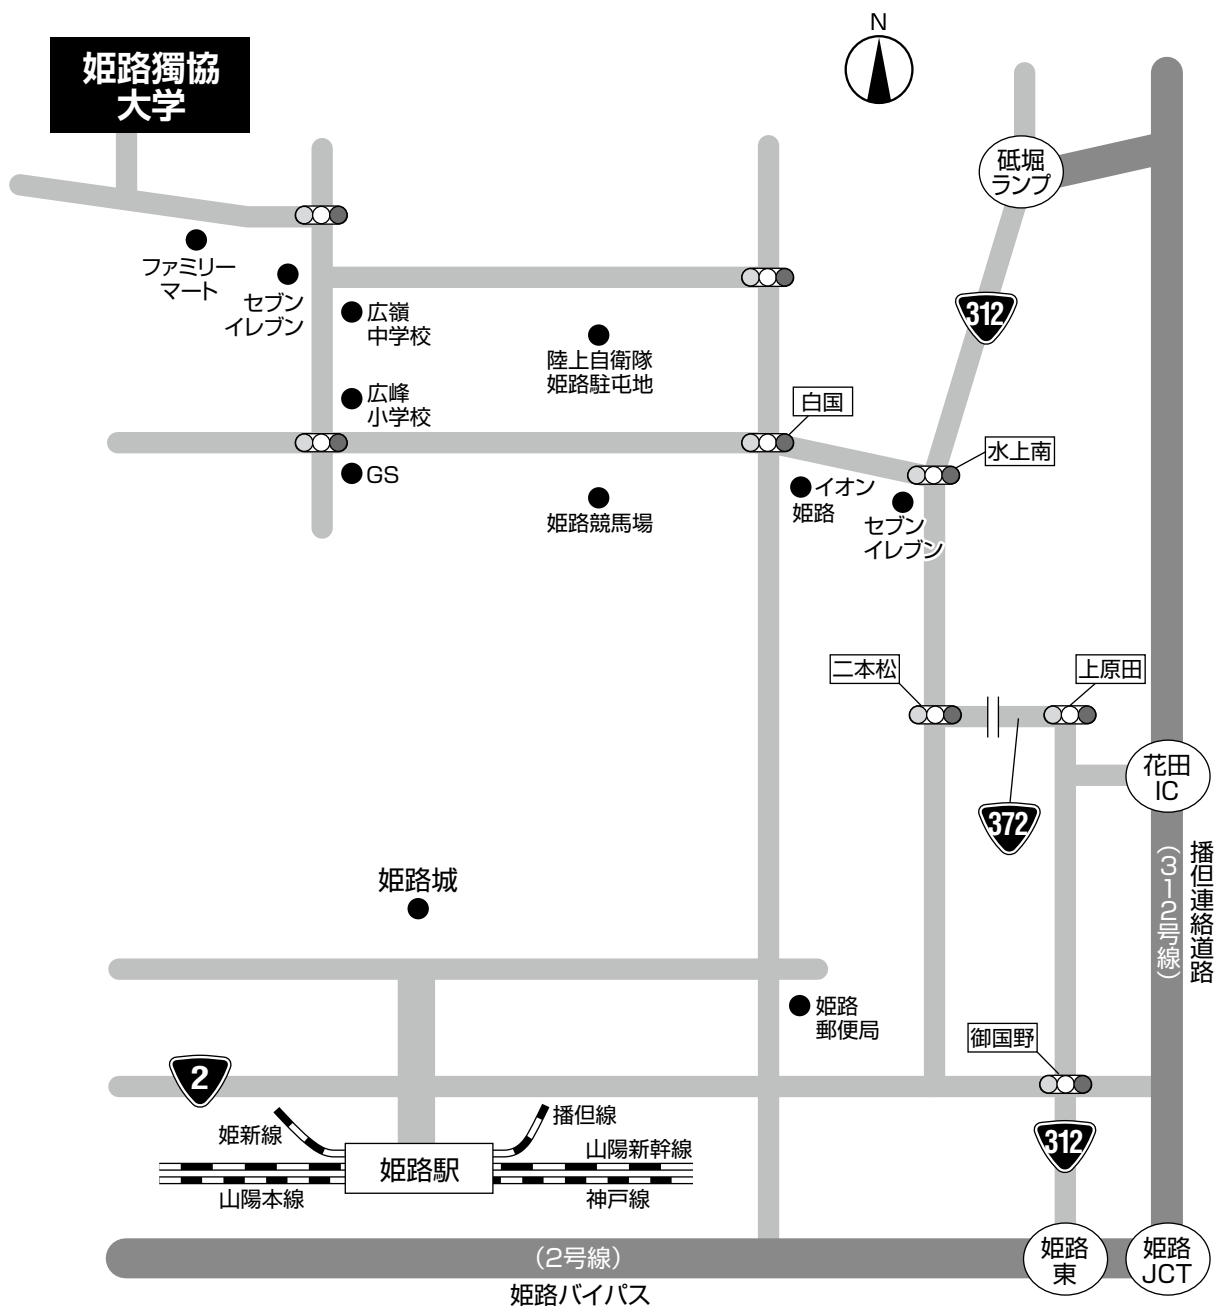 N
姫路獨協
大学
砥堀
ランプ
ファミリー
マート
セブン
イレブン
広嶺
中学校
312
陸上自衛隊
姫路駐屯地
広峰
小学校
白国
水上南
GS
姫路競馬場
イオン
姫路
セブン
イレブン
二本松
上原田
花田
IC
372
播但連絡道路
(312号線)
姫路城
姫路
郵便局
御国野
2
姫新線
播但線
山陽新幹線
姫路駅
山陽本線
神戸線
312
(2号線)
姫路バイパス
姫路
東
姫路
JCT